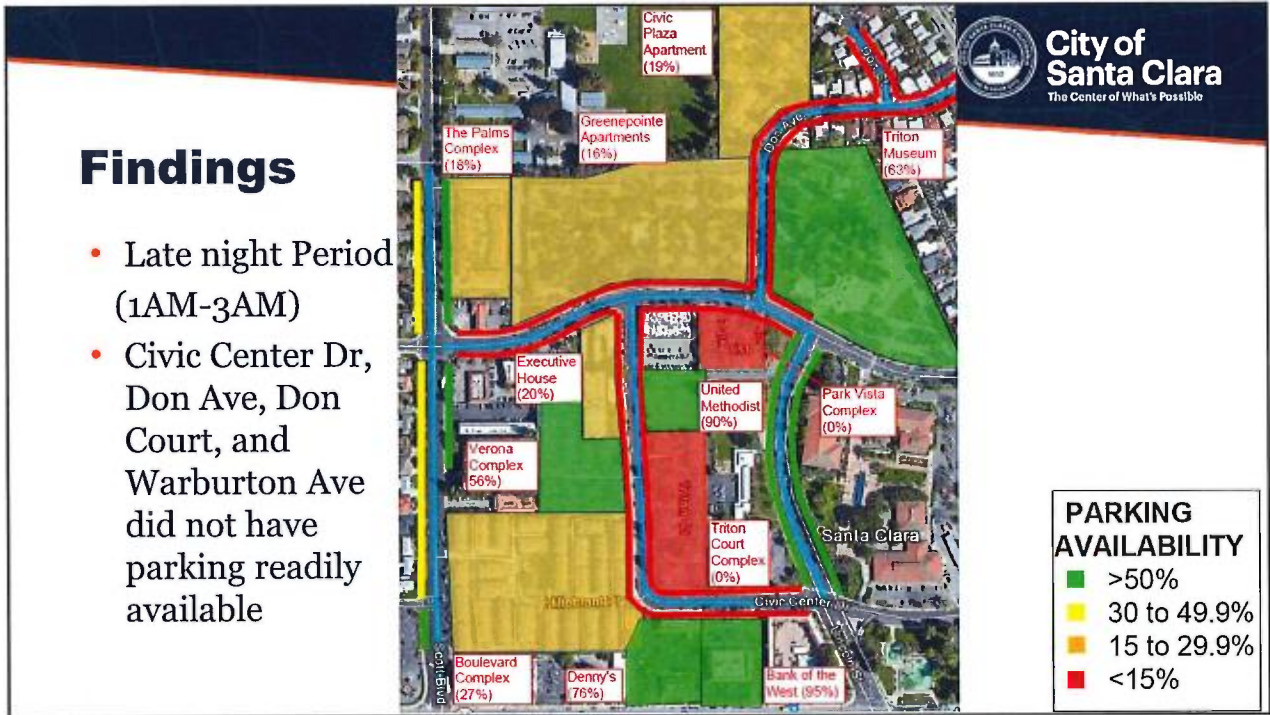 City of
Santa Clara
The Center of What's Possible
Findings
• Late night Period
(1AM-3AM)
• Civic Center Dr,
Don Ave, Don
Court, and
Warburton Ave
did not have
parking readily
available
Civic
Plaza
Apartment
(19%)
The Palms
Complex
(18%)
Greenepointe
Apartments
(16%)
Don Ave
Triton
Museum
(63%)
Executive
House
(20%)
United
Methodist
(90%)
Park Vista
Complex
(0%)
Verona
Complex
56%)
Triton
Court
Complex
(0%)
Santa Clara
Civic Center
Scott Blvd
Boulevard
Complex
(27%)
Denny's
(76%)
Bank of the
West (95%)
PARKING
AVAILABILITY
>50%
30 to 49.9%
15 to 29.9%
<15%